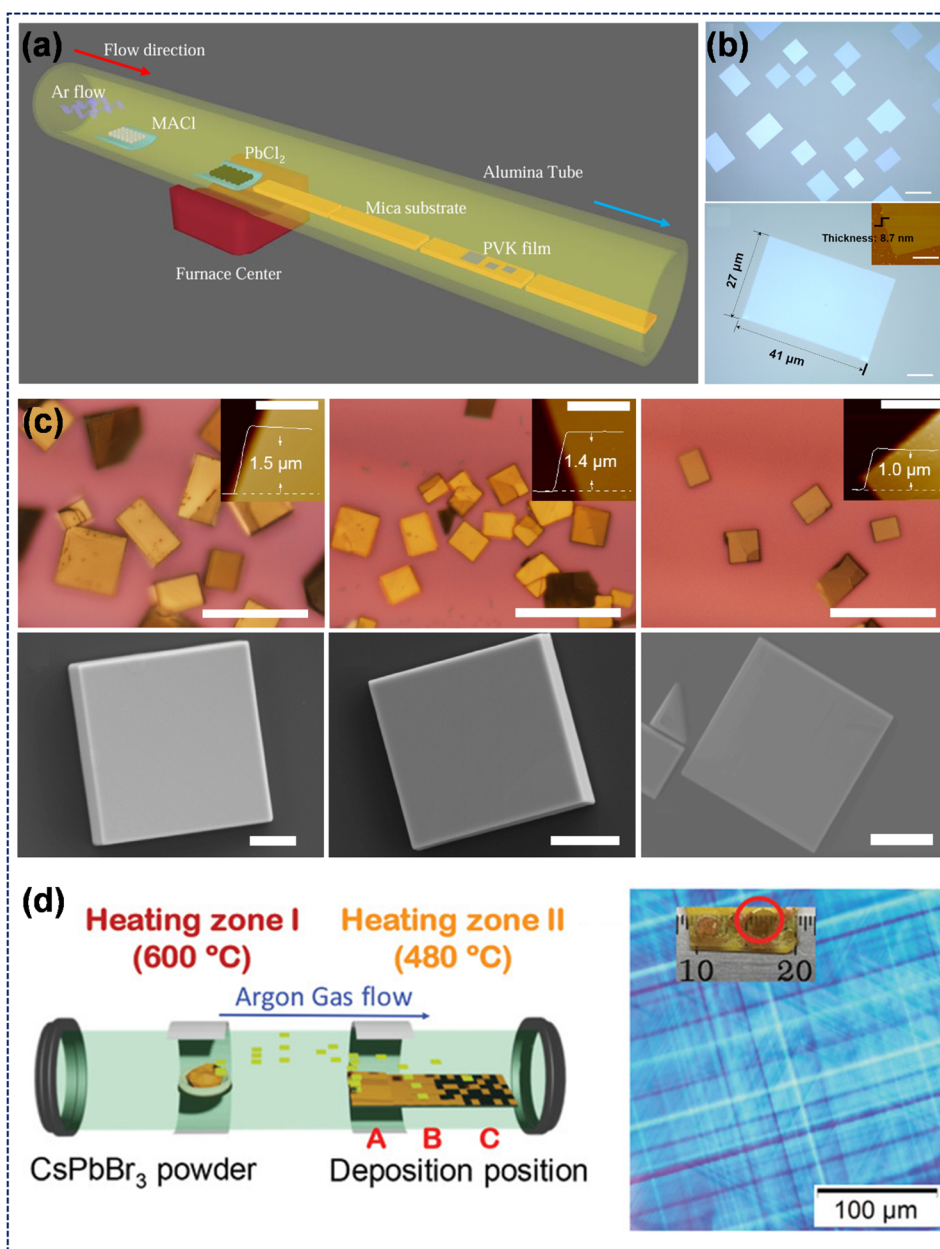 (a)
Flow direction
Ar flow
MACl
PbCl₂
Alumina Tube
Mica substrate
PVK film
Furnace Center
(b)
Thickness: 8.7 nm
27 µm
41 µm
(c)
1.5 µm
1.4 µm
1.0 µm
(d)
Heating zone I
(600 °C)
Heating zone II
(480 °C)
Argon Gas flow
A B C
CsPbBr₃ powder
Deposition position
10 20
100 µm